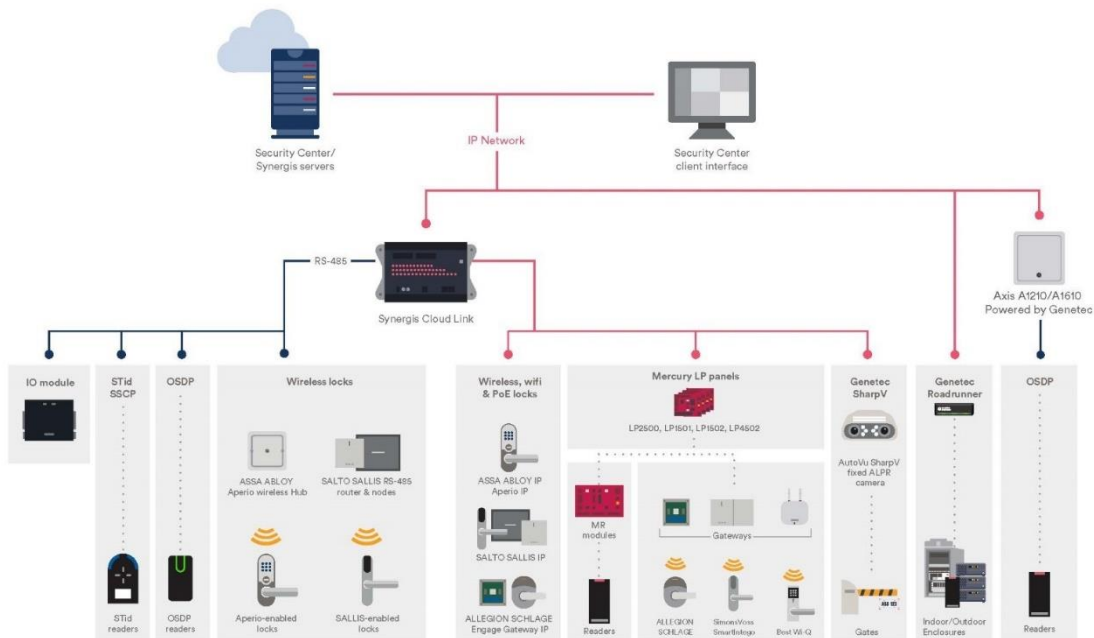 Security Center/
Synergis servers
IP Network
Security Center
client interface
RS-485
Synergis Cloud Link
Axis A1210/A1610
Powered by Genetec
IO module
STid
SSCP
OSDP
Wireless locks
Wireless, wifi
& PoE locks
Mercury LP panels
Genetec
SharpV
Genetec
Roadrunner
OSDP
LP2500, LP1501, LP1502, LP4502
ASSA ABLOY
Aperio wireless Hub
SALTO SALLIS RS-485
router & nodes
ASSA ABLOY IP
Aperio IP
AutoVu SharpV
fixed ALPR
camera
MR
modules
Gateways
SALTO SALLIS IP
STid
readers
OSDP
readers
Aperio-enabled
locks
SALLIS-enabled
locks
ALLEGION SCHLAGE
Engage Gateway IP
Readers
ALLEGION
SCHLAGE
SimonsVoss
SmartIntego
Best Wi-Q
Gates
Indoor/Outdoor
Enclosures
Readers